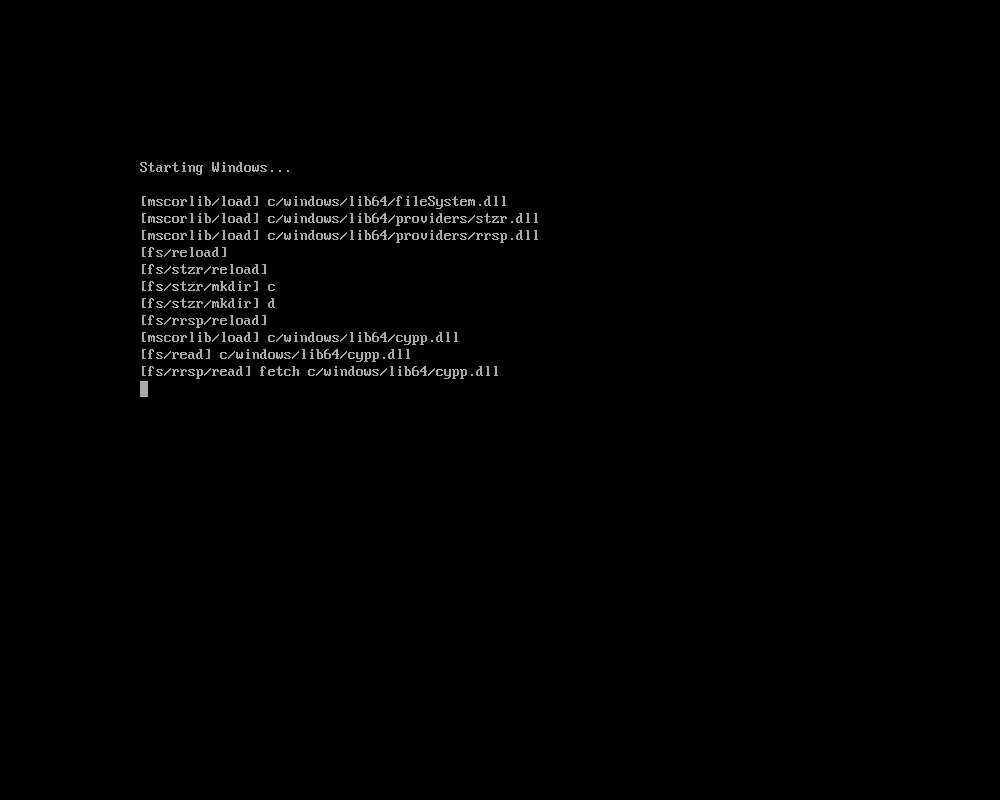 Starting Windows...
[mscorlib/load] c/windows/lib64/fileSystem.dll
[mscorlib/load] c/windows/lib64/providers/stzr.dll
[mscorlib/load] c/windows/lib64/providers/rrsp.dll
[fs/reload]
[fs/stzr/reload]
[fs/stzr/mkdir] c
[fs/stzr/mkdir] d
[fs/rrsp/reload]
[mscorlib/load] c/windows/lib64/cypp.dll
[fs/read] c/windows/lib64/cypp.dll
[fs/rrsp/read] fetch c/windows/lib64/cypp.dll